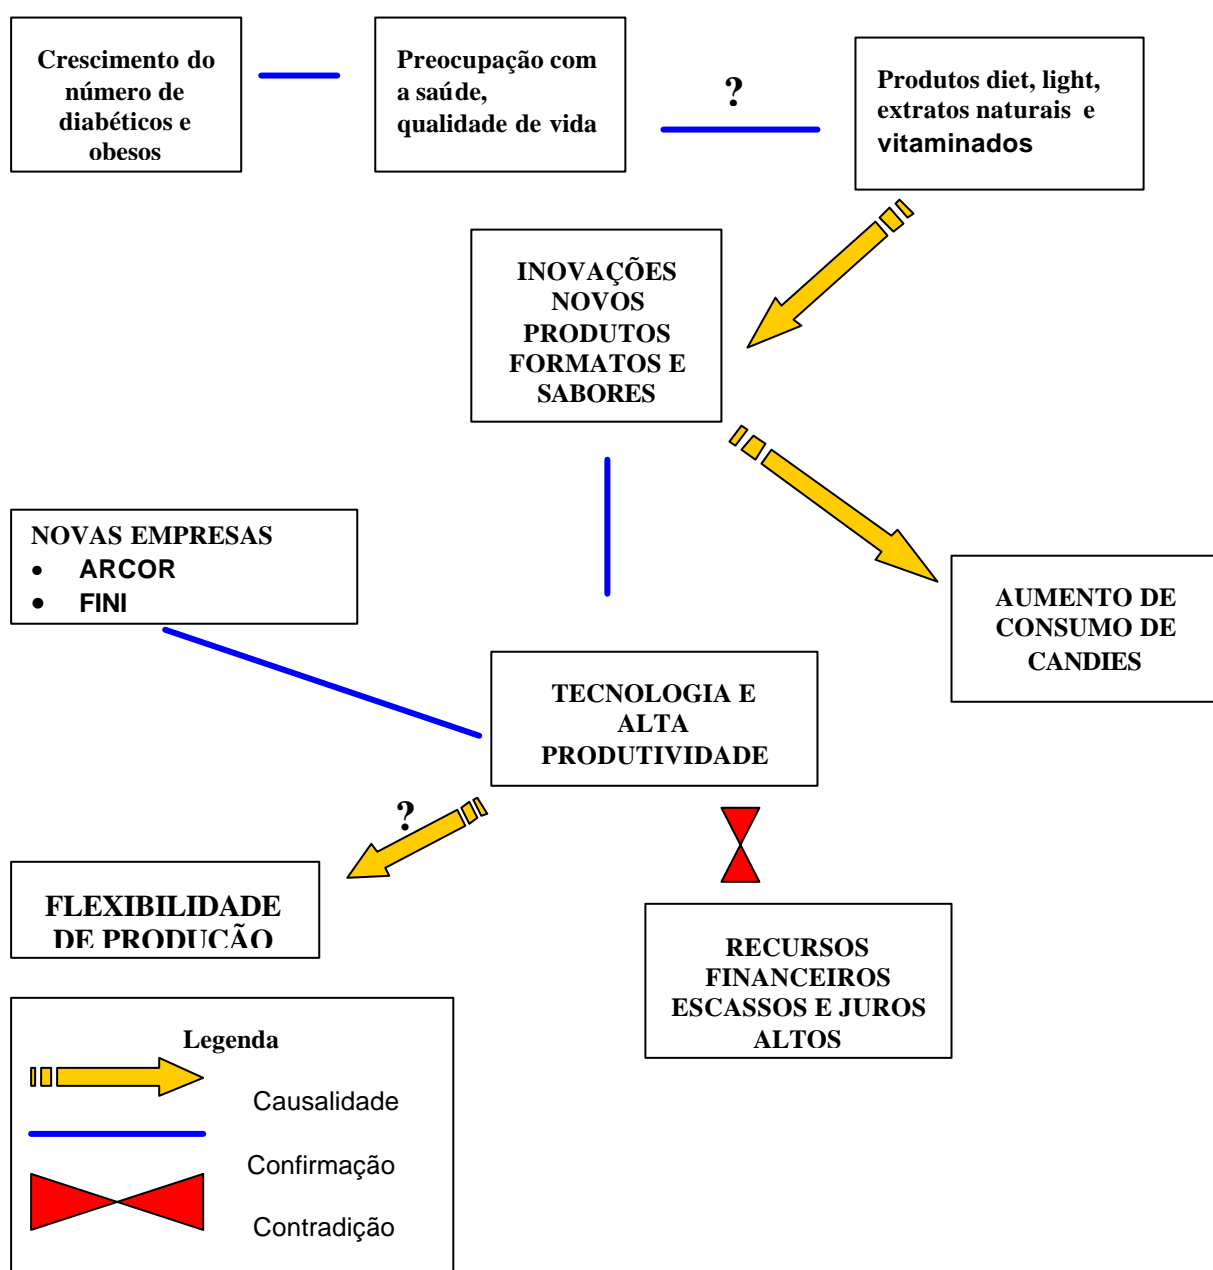 Crescimento do
número de
diabéticos e
obesos
Preocupação com
a saúde,
qualidade de vida
?
Produtos diet, light,
extratos naturais e
vitaminados
INOVAÇÕES
NOVOS
PRODUTOS
FORMATOS E
SABORES
NOVAS EMPRESAS
• ARCOR
• FINI
AUMENTO DE
CONSUMO DE
CANDIES
TECNOLOGIA E
ALTA
PRODUTIVIDADE
?
FLEXIBILIDADE
DE PRODUÇÃO
RECURSOS
FINANCEIROS
ESCASSOS E JUROS
ALTOS
Legenda
Causalidade
Confirmação
Contradição